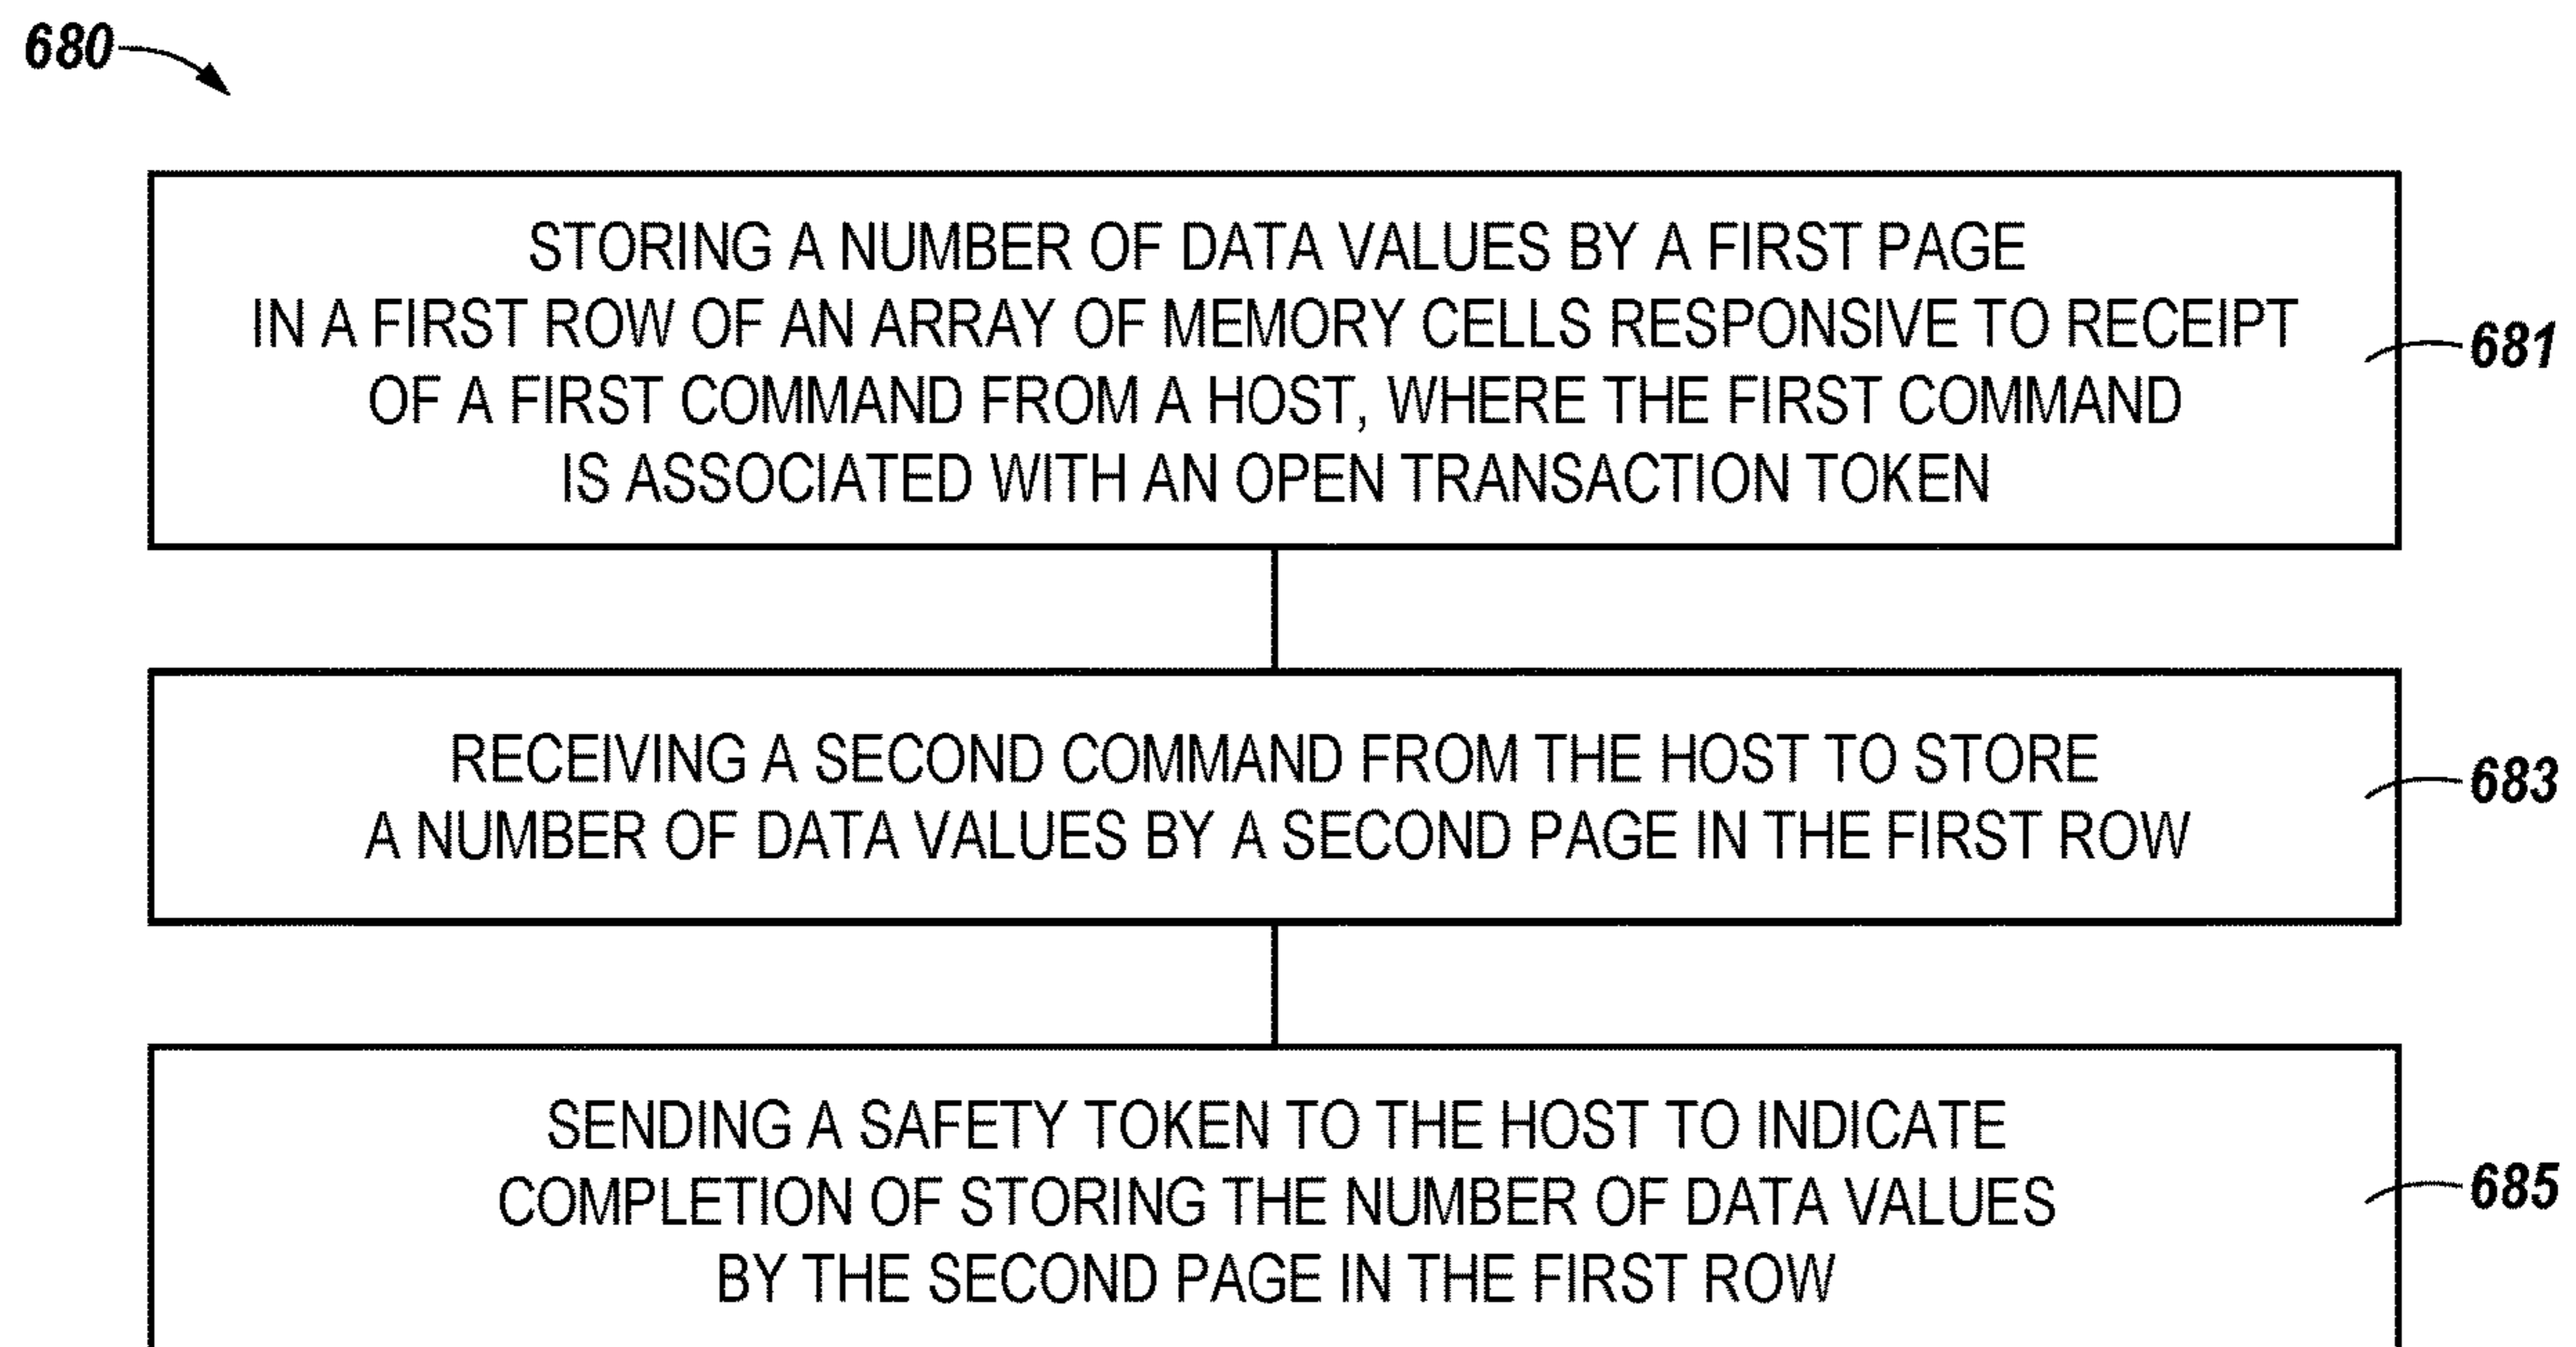 680
STORING A NUMBER OF DATA VALUES BY A FIRST PAGE
IN A FIRST ROW OF AN ARRAY OF MEMORY CELLS RESPONSIVE TO RECEIPT
OF A FIRST COMMAND FROM A HOST, WHERE THE FIRST COMMAND
IS ASSOCIATED WITH AN OPEN TRANSACTION TOKEN
681
RECEIVING A SECOND COMMAND FROM THE HOST TO STORE
A NUMBER OF DATA VALUES BY A SECOND PAGE IN THE FIRST ROW
683
SENDING A SAFETY TOKEN TO THE HOST TO INDICATE
COMPLETION OF STORING THE NUMBER OF DATA VALUES
BY THE SECOND PAGE IN THE FIRST ROW
685